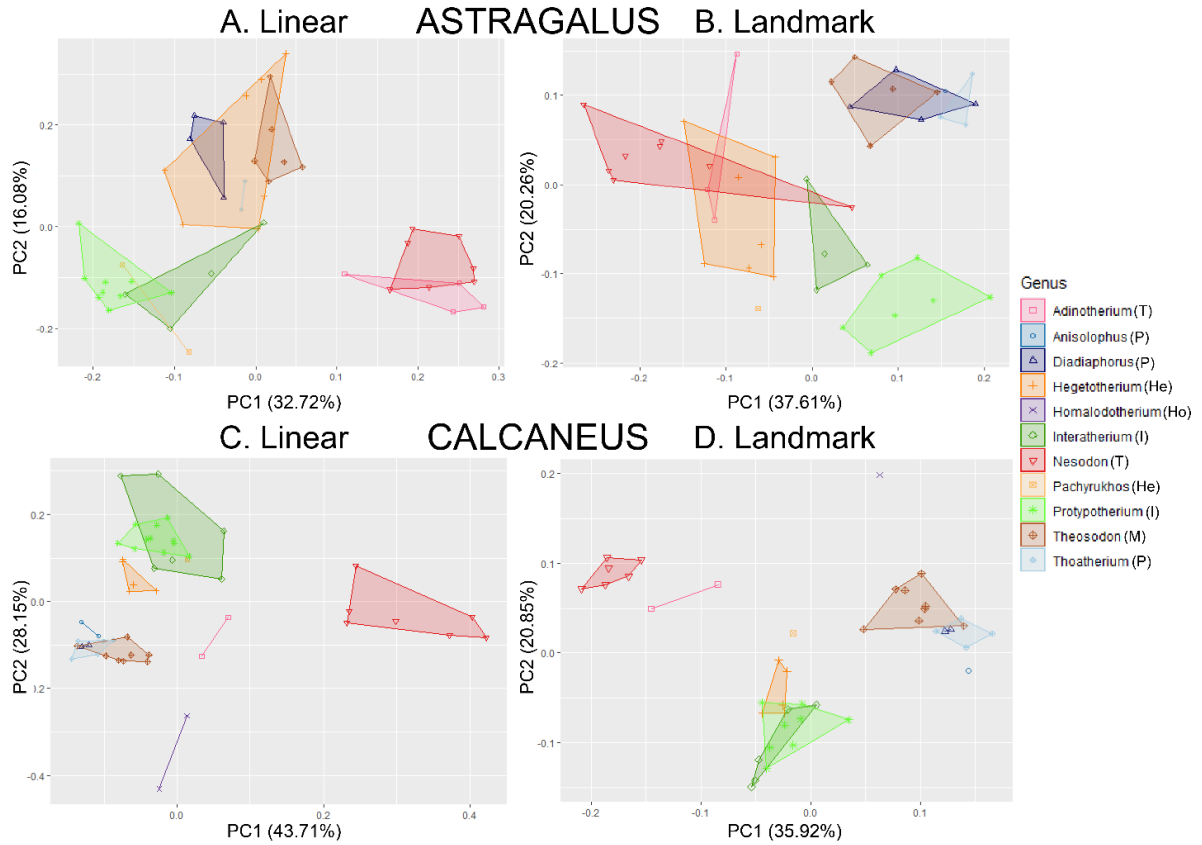 A. Linear ASTRAGALUS B. Landmark
0.2
0.0
-0.2
PC2 (16.08%)
-0.2 -0.1 0.0 0.1 0.2 0.3
PC1 (32.72%)
0.1
0.0
-0.1
-0.2
PC2 (20.26%)
-0.2 -0.1 0.0 0.1 0.2
PC1 (37.61%)
C. Linear CALCANEUS D. Landmark
0.2
0.0
0.2
-0.4
PC2 (28.15%)
0.0 0.2 0.4
PC1 (43.71%)
0.2
0.1
0.0
-0.1
PC2 (20.85%)
-0.2 -0.1 0.0 0.1
PC1 (35.92%)
Genus
Adinotherium (T)
Anisolophus (P)
Diadiaphorus (P)
Hegetotherium (He)
Homalodotherium (Ho)
Interatherium (I)
Nesodon (T)
Pachyrukhos (He)
Protypotherium (I)
Theosodon (M)
Thoatherium (P)